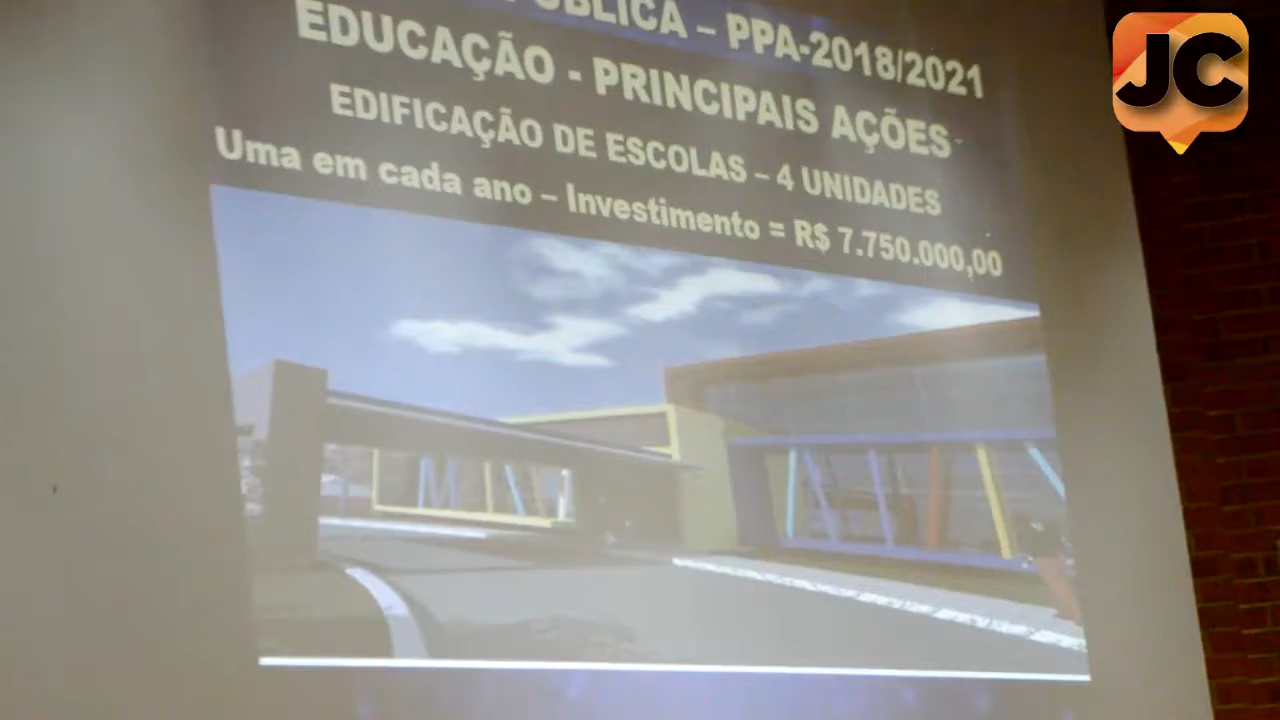 PÚBLICA – PPA-2018/2021
EDUCAÇÃO - PRINCIPAIS AÇÕES
EDIFICAÇÃO DE ESCOLAS – 4 UNIDADES
Uma em cada ano – Investimento = R$ 7.750.000,00
JC